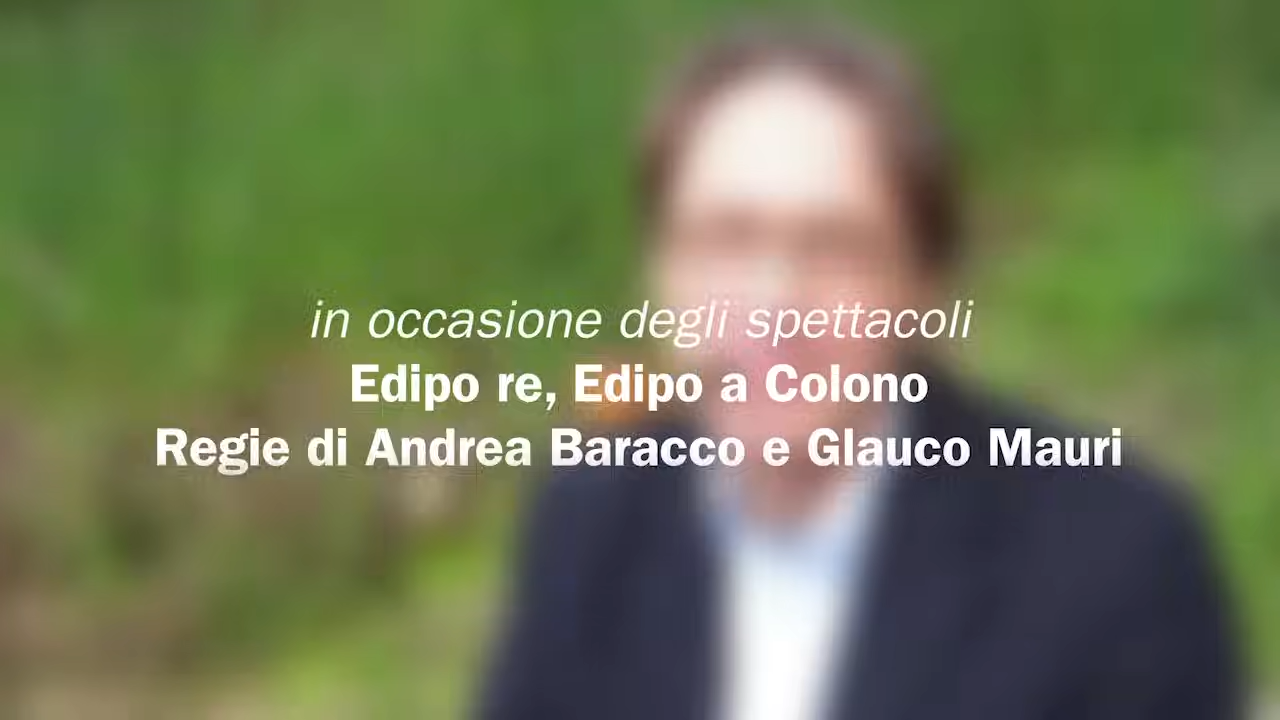 in occasione degli spettacoli
Edipo re, Edipo a Colono
Regie di Andrea Baracco e Glauco Mauri